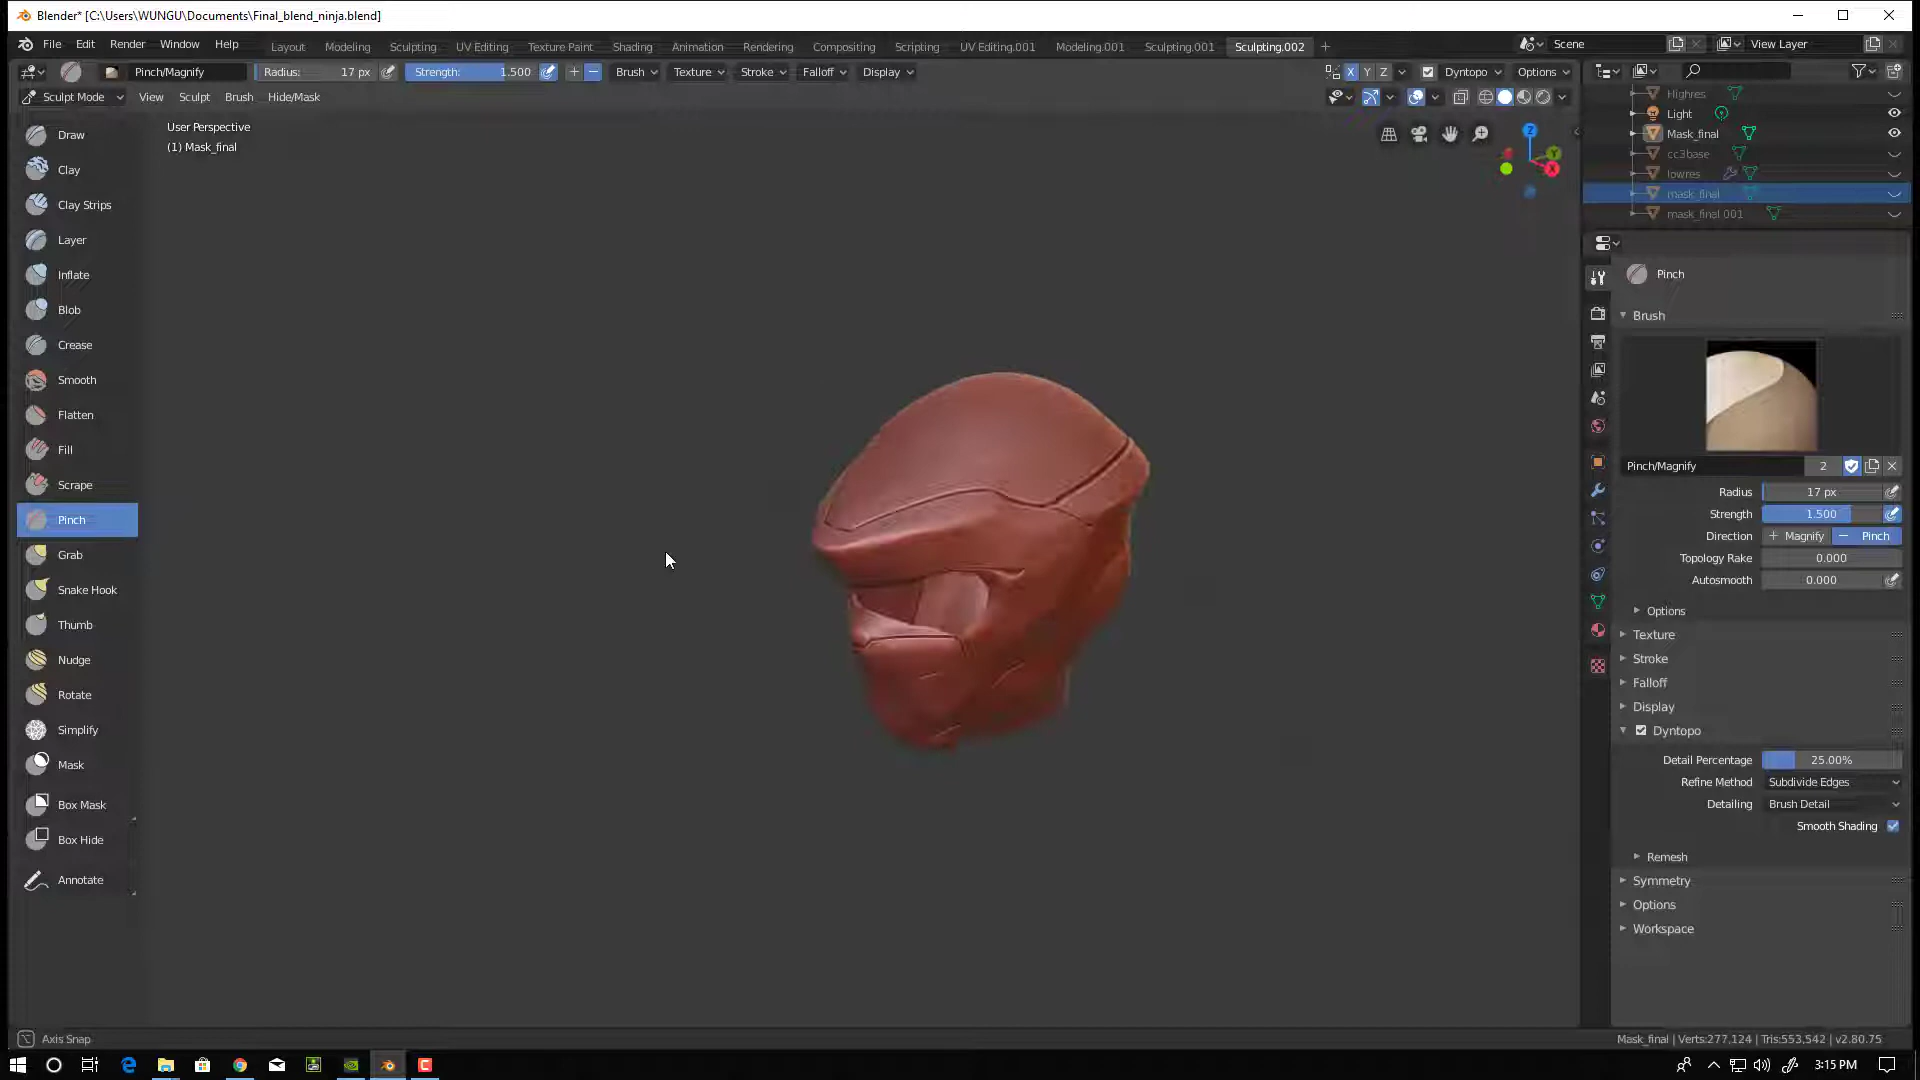 Blender* [C:\Users\WUNGU\Documents\Final_blend_ninja.blend]
File Edit Render Window Help Layout Modeling Sculpting UV Editing Texture Paint Shading Animation Rendering Compositing Scripting UV Editing.001 Modeling.001 Sculpting.001 Sculpting.002 + Scene View Layer
Pinch/Magnify Radius: 17 px Strength: 1.500 Brush Texture Stroke Falloff Display X Y Z Dyntopo Options
Sculpt Mode View Sculpt Brush Hide/Mask
User Perspective
(1) Mask_final
Draw
Clay
Clay Strips
Layer
Inflate
Blob
Crease
Smooth
Flatten
Fill
Scrape
Pinch
Grab
Snake Hook
Thumb
Nudge
Rotate
Simplify
Mask
Box Mask
Box Hide
Annotate
Z
Y
X
Highres
Light
Mask_final
cc3base
lowres
mask_final
mask_final.001
Pinch
Brush
Pinch/Magnify 2
Radius 17 px
Strength 1.500
Direction + Magnify − Pinch
Topology Rake 0.000
Autosmooth 0.000
Options
Texture
Stroke
Falloff
Display
Dyntopo
Detail Percentage 25.00%
Refine Method Subdivide Edges
Detailing Brush Detail
Smooth Shading
Remesh
Symmetry
Options
Workspace
Axis Snap
Mask_final | Verts:277,124 | Tris:553,542 | v2.80.75
3:15 PM